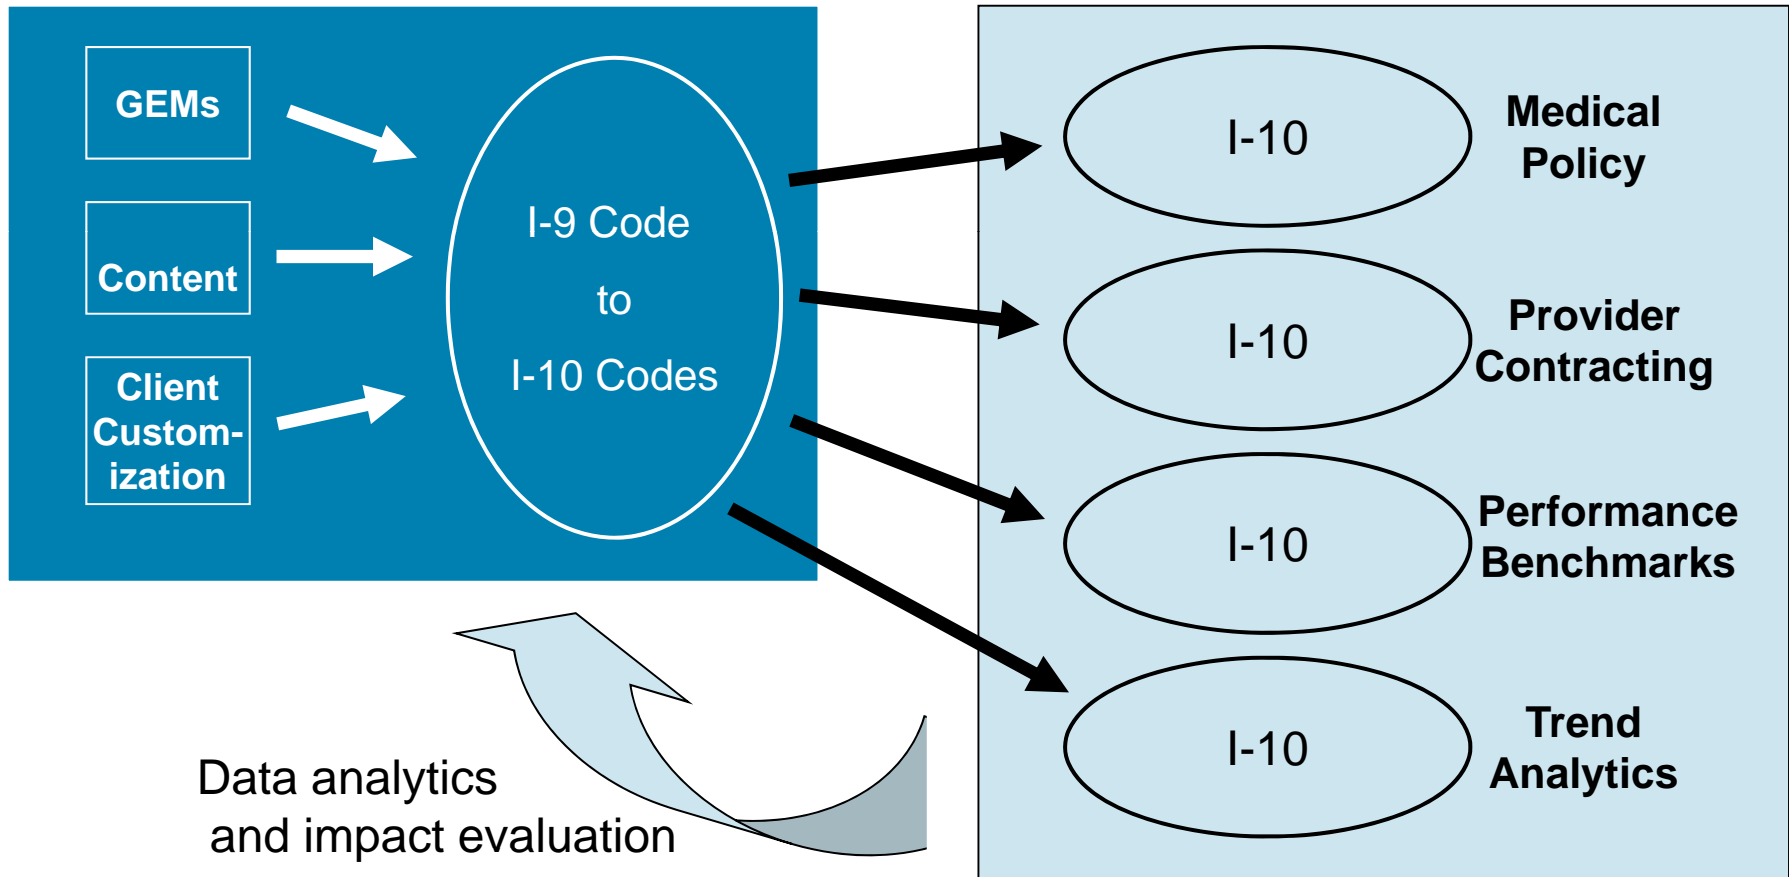 GEMs
Content
Client
Custom-
ization
I-9 Code
to
I-10 Codes
I-10
Medical
Policy
I-10
Provider
Contracting
I-10
Performance
Benchmarks
I-10
Trend
Analytics
Data analytics
and impact evaluation